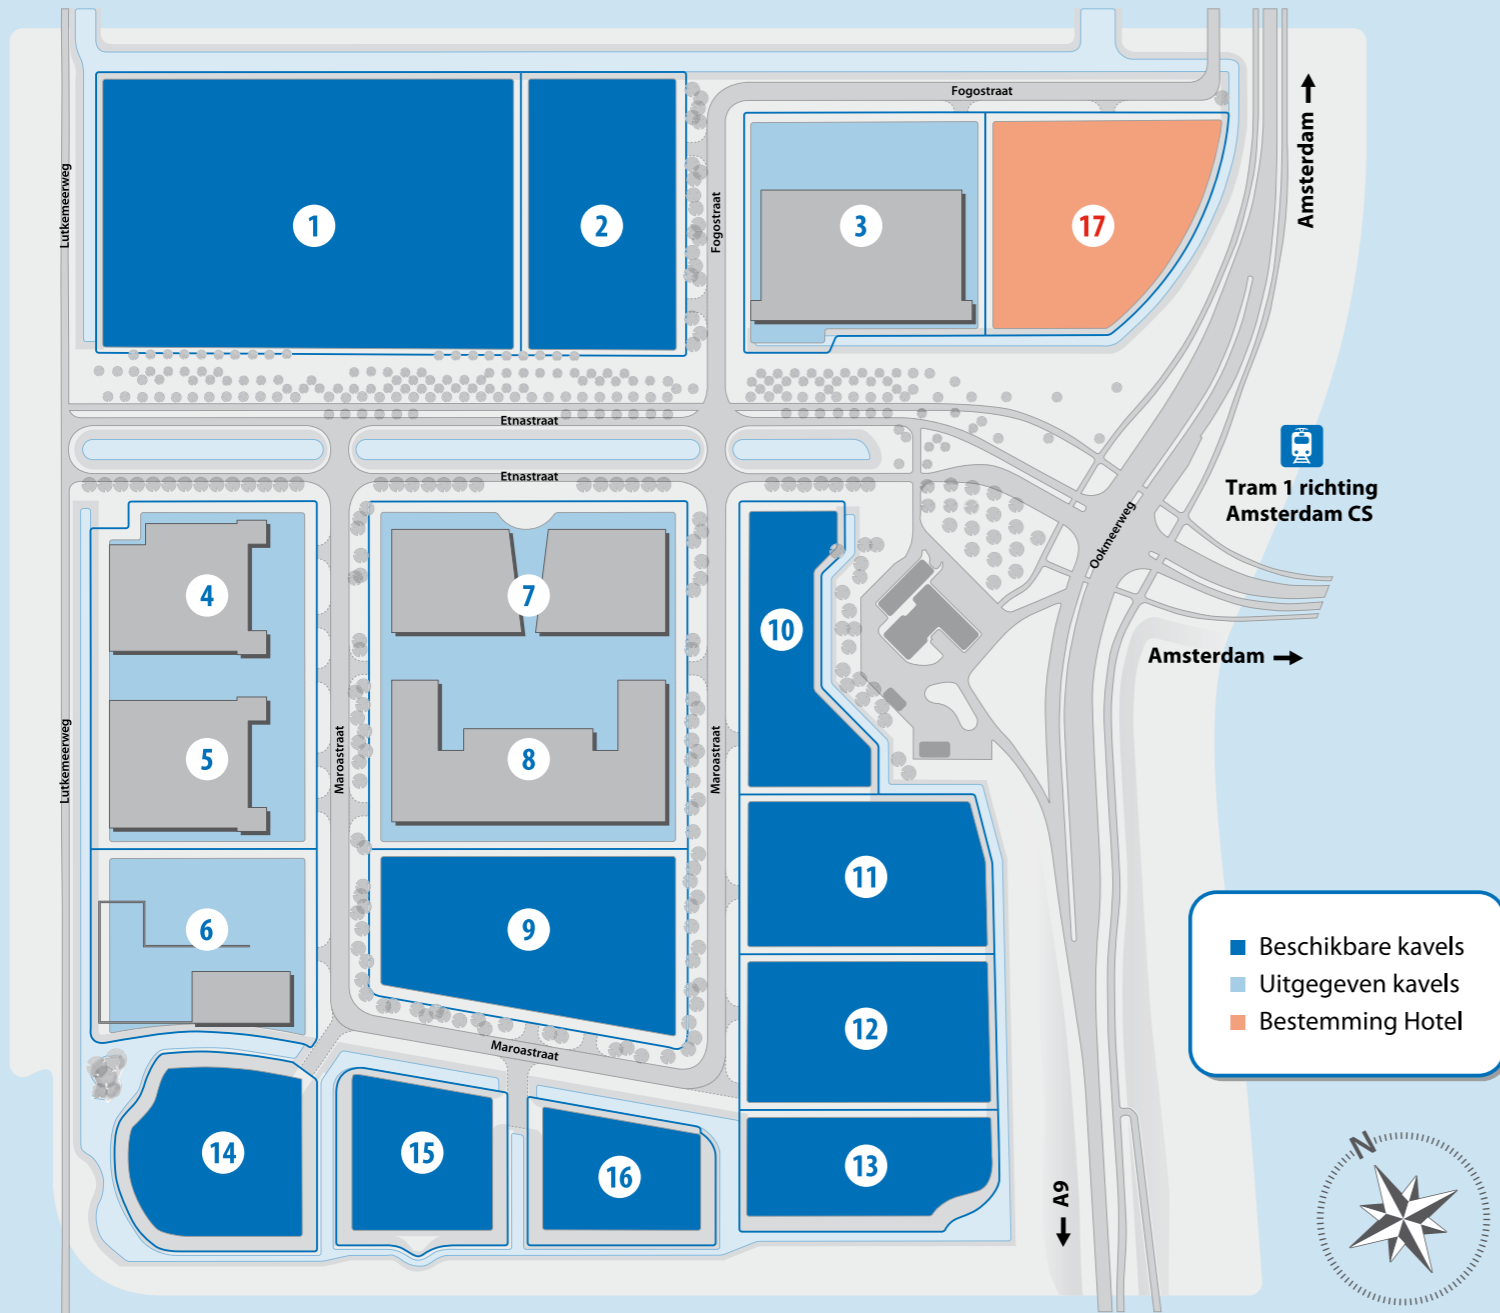 Fogostraat
Amsterdam
Lutkemeerweg
1
2
Fogostraat
3
17
Etnastraat
Etnastraat
Tram 1 richting
Amsterdam CS
Ookmeerweg
4
7
10
Amsterdam
Lutkemeerweg
5
Maroastraat
8
Maroastraat
11
6
9
Beschikbare kavels
Uitgegeven kavels
Bestemming Hotel
12
Maroastraat
14
15
16
13
A9
N